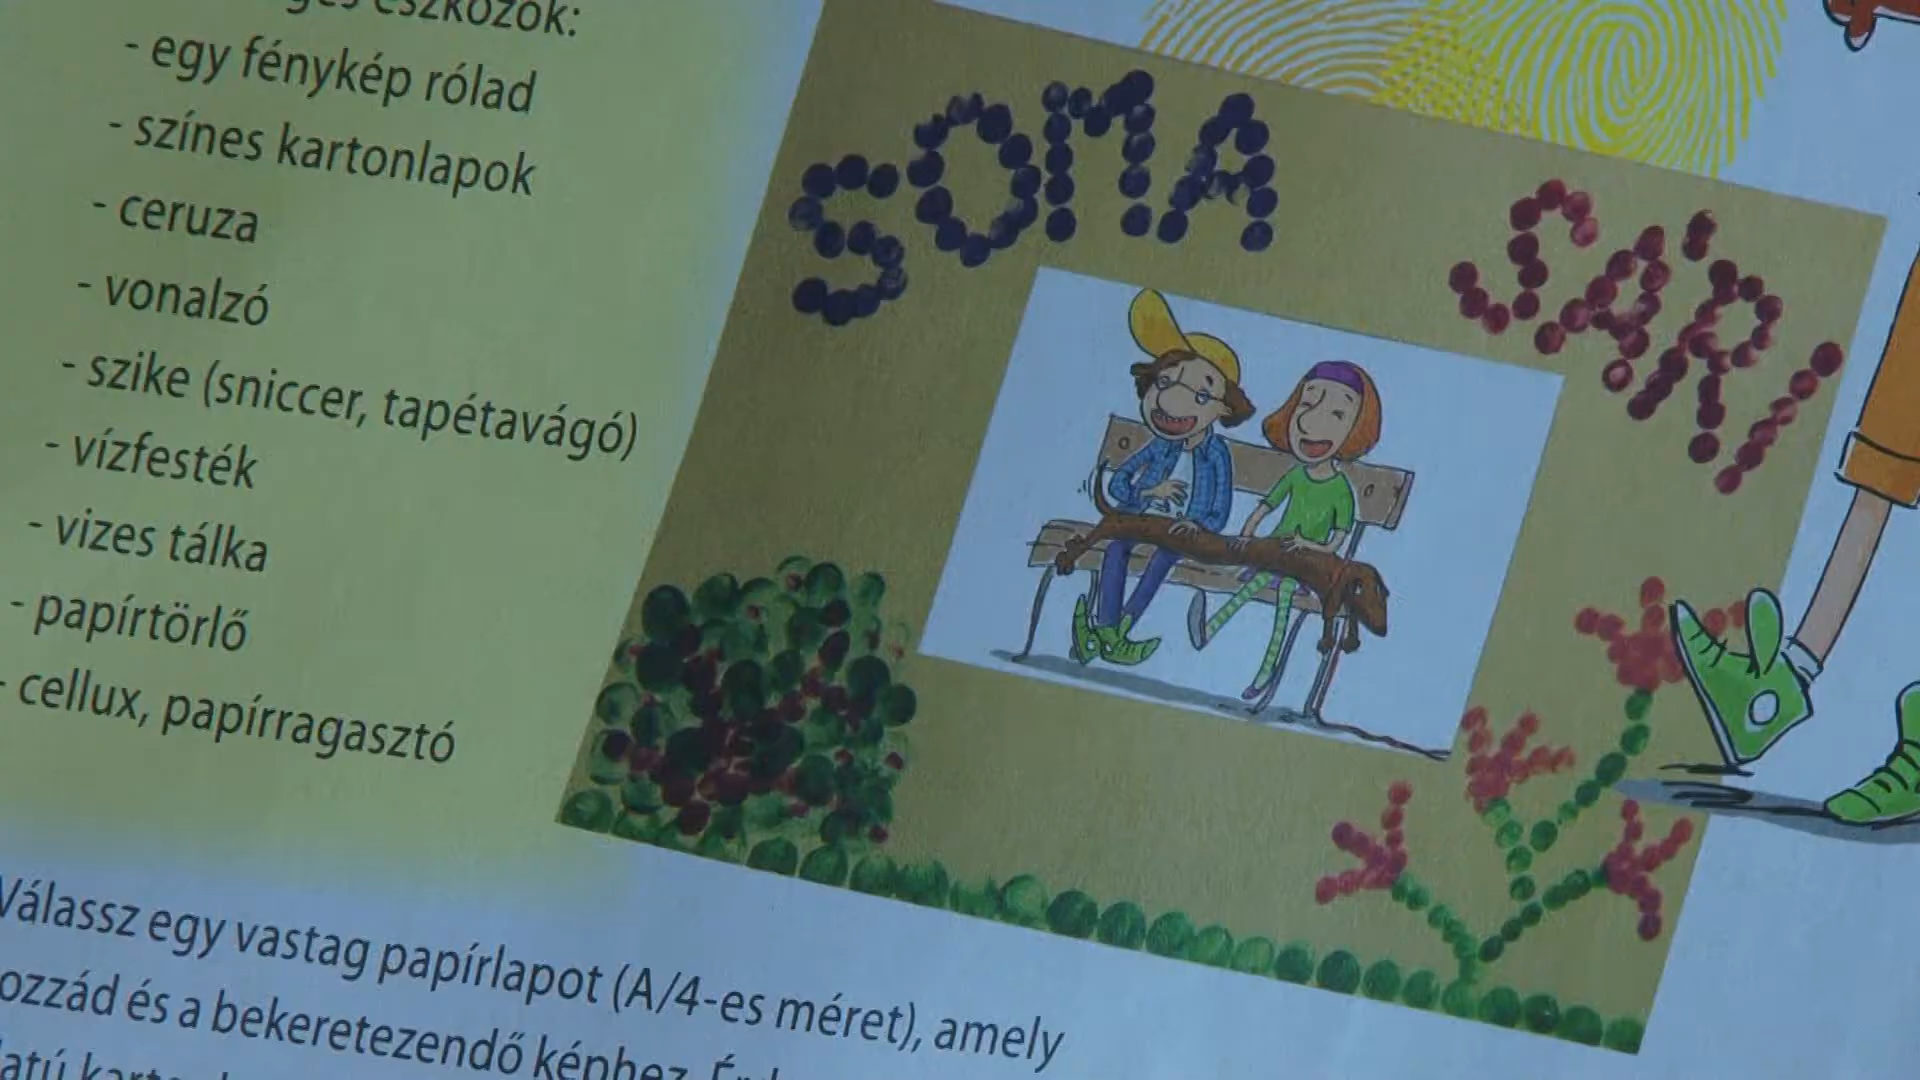 eszközök:
- egy fénykép rólad
- színes kartonlapok
- ceruza
- vonalzó
- szike (sniccer, tapétavágó)
- vízfesték
- vizes tálka
- papírtörlő
- cellux, papírragasztó
SOMA
SÁRI
Válassz egy vastag papírlapot (A/4-es méret), amely
és a bekeretezendő képhez.